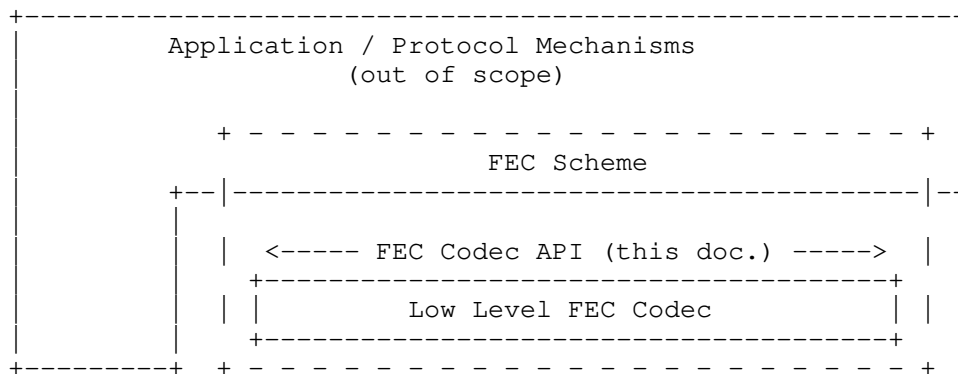 Application / Protocol Mechanisms
(out of scope)
FEC Scheme
<----- FEC Codec API (this doc.) ----->
Low Level FEC Codec